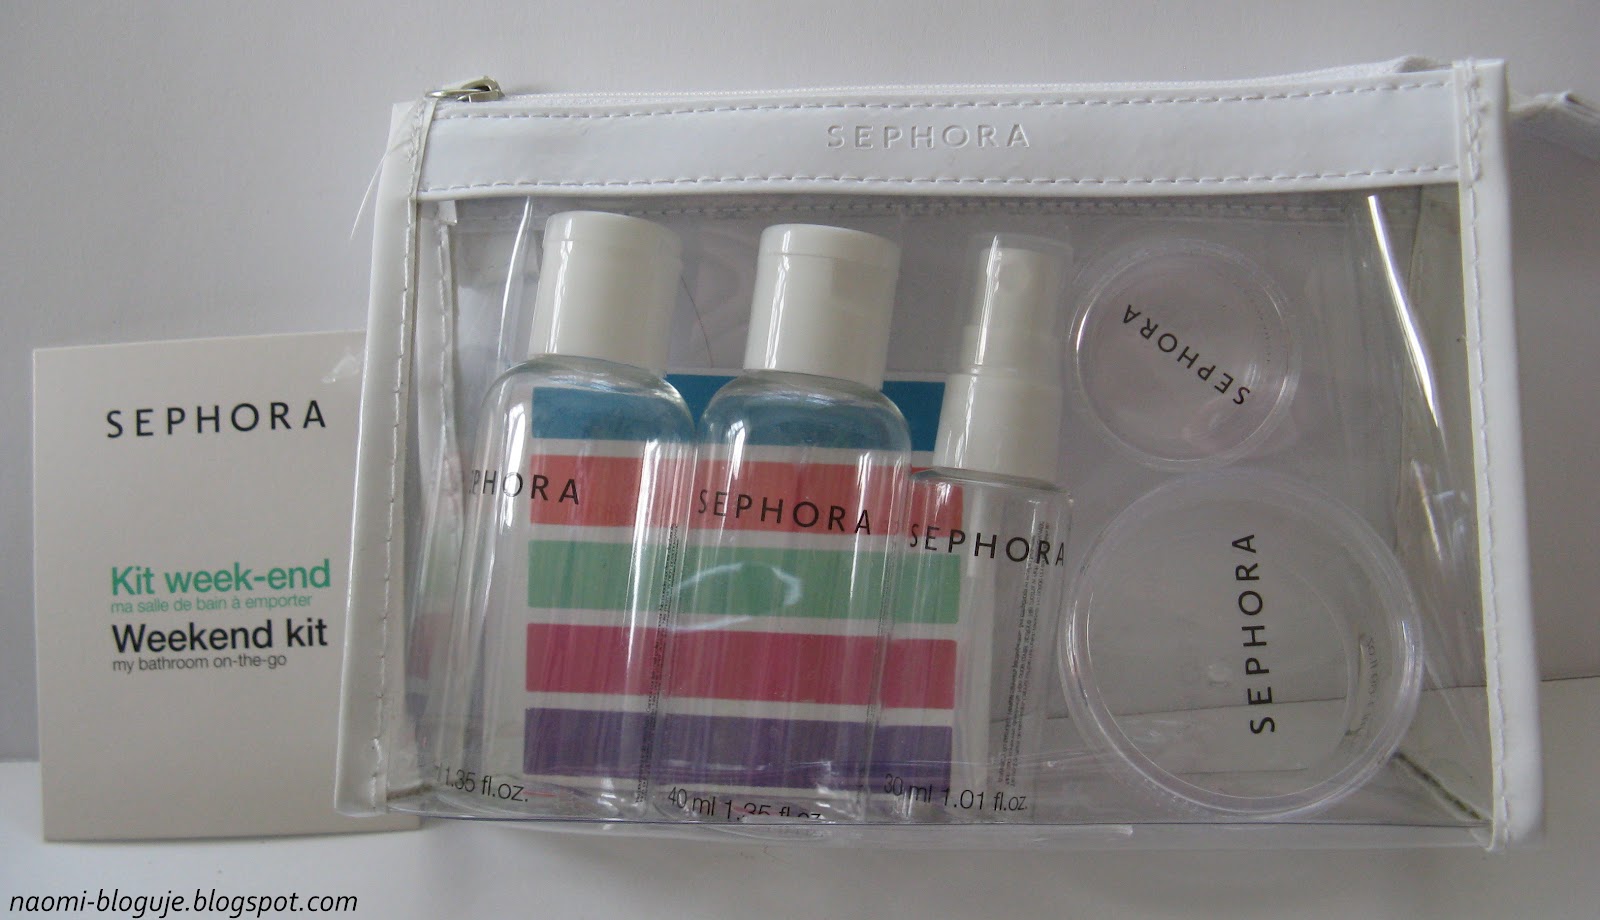 SEPHORA
SEPHORA
Kit week-end
ma salle de bain à emporter
Weekend kit
my bathroom on-the-go
SEPHORA
1.35 fl.oz.
SEPHORA
40 ml 1.35 fl.oz.
SEPHORA
30 ml 1.01 fl.oz.
SEPHORA
SEPHORA
naomi-bloguje.blogspot.com